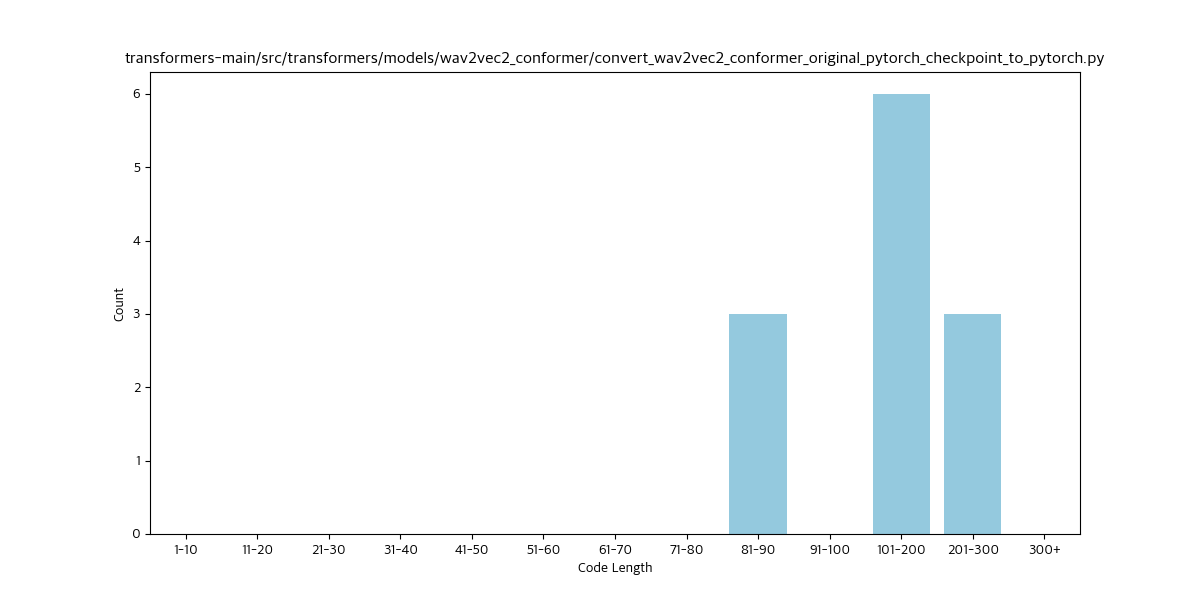 transformers-main/src/transformers/models/wav2vec2_conformer/convert_wav2vec2_conformer_original_pytorch_checkpoint_to_pytorch.py
6
5
4
3
2
1
0
Count
1-10 11-20 21-30 31-40 41-50 51-60 61-70 71-80 81-90 91-100 101-200 201-300 300+
Code Length